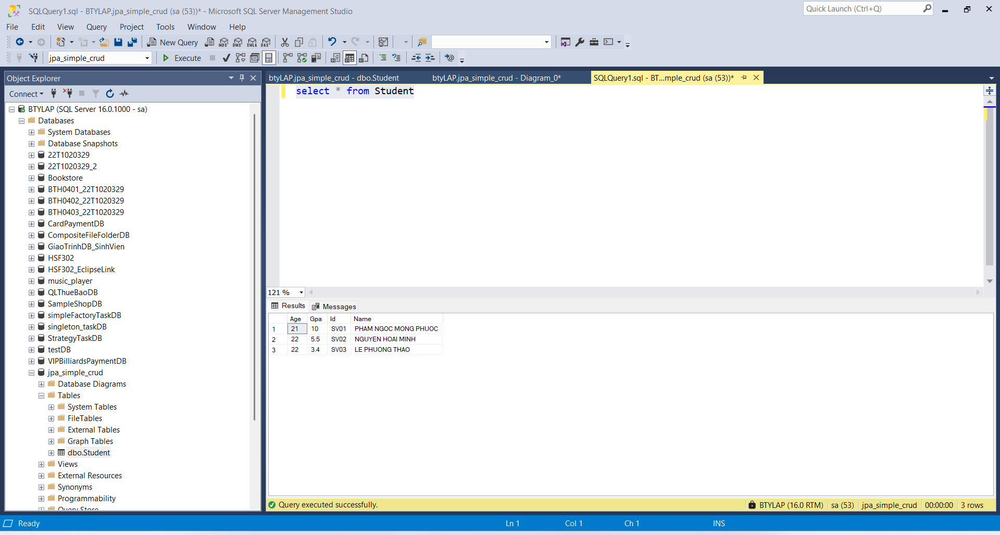 SQLQuery1.sql - BTYLAP.jpa_simple_crud (sa (53))* - Microsoft SQL Server Management Studio
Quick Launch (Ctrl+Q)
File Edit View Query Project Tools Window Help
New Query MDX DMX XMLA DAX
jpa_simple_crud Execute
Object Explorer
Connect
BTYLAP (SQL Server 16.0.1000 - sa)
Databases
System Databases
Database Snapshots
22T1020329
22T1020329_2
Bookstore
BTH0401_22T1020329
BTH0402_22T1020329
BTH0403_22T1020329
CardPaymentDB
CompositeFileFolderDB
GiaoTrinhDB_SinhVien
HSF302
HSF302_EclipseLink
music_player
QLThueBaoDB
SampleShopDB
simpleFactoryTaskDB
singleton_taskDB
StrategyTaskDB
testDB
VIPBilliardsPaymentDB
jpa_simple_crud
Database Diagrams
Tables
System Tables
FileTables
External Tables
Graph Tables
dbo.Student
Views
External Resources
Synonyms
Programmability
Query Store
btyLAP.jpa_simple_crud - dbo.Student
btyLAP.jpa_simple_crud - Diagram_0*
SQLQuery1.sql - BT...mple_crud (sa (53))*
select * from Student
121 %
Results Messages
Age Gpa Id Name
1 21 10 SV01 PHAM NGOC MONG PHUOC
2 22 5.5 SV02 NGUYEN HOAI MINH
3 22 3.4 SV03 LE PHUONG THAO
Query executed successfully.
BTYLAP (16.0 RTM) sa (53) jpa_simple_crud 00:00:00 3 rows
Ready Ln 1 Col 1 Ch 1 INS